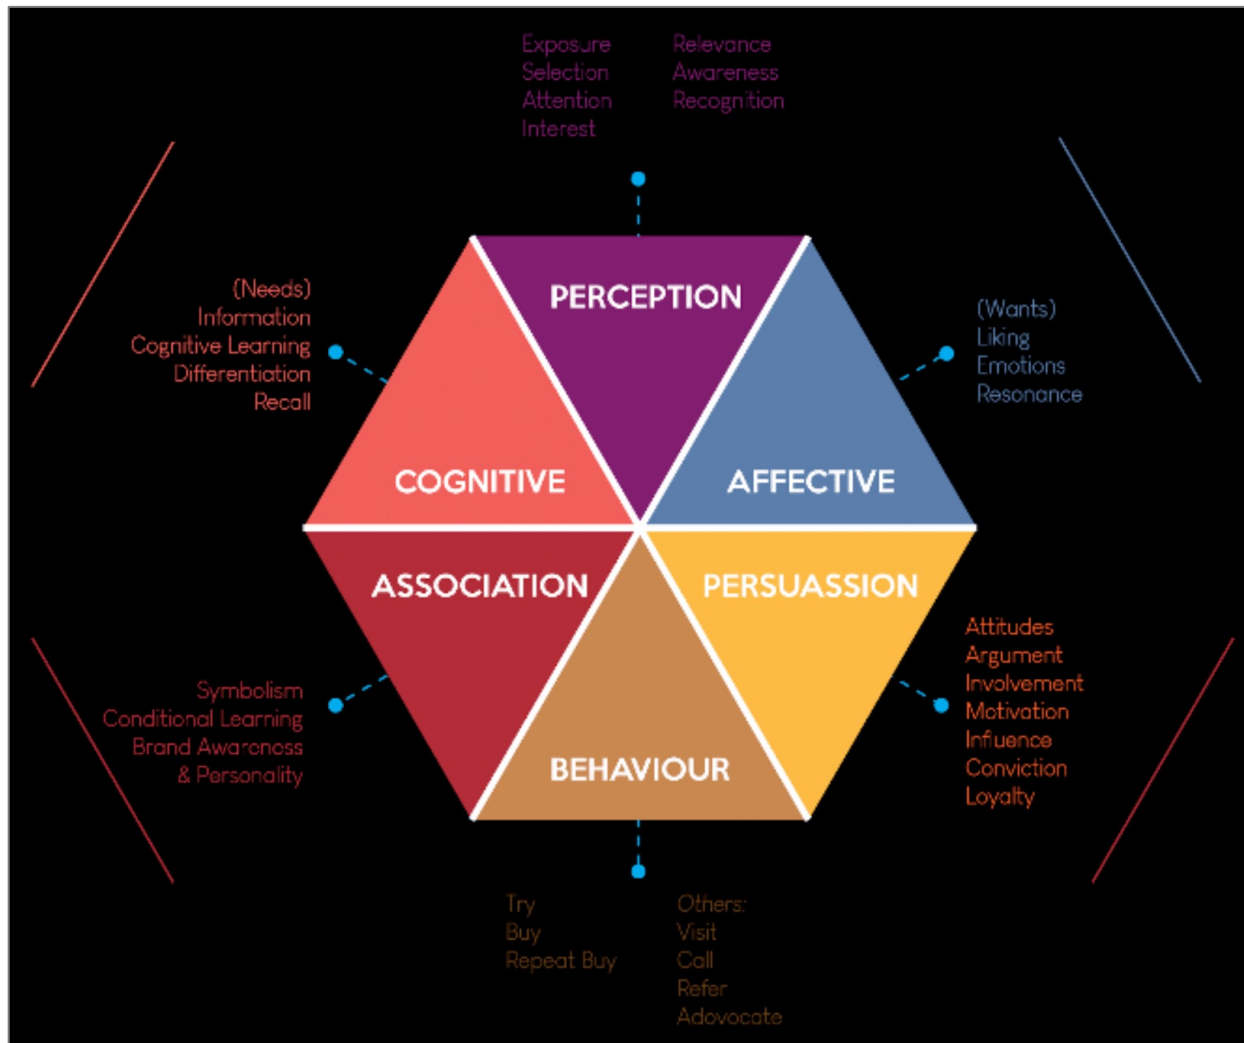 Exposure
Selection
Attention
Interest
Relevance
Awareness
Recognition
PERCEPTION
(Needs)
Information
Cognitive Learning
Differentiation
Recall
COGNITIVE
(Wants)
Liking
Emotions
Resonance
AFFECTIVE
ASSOCIATION
Symbolism
Conditional Learning
Brand Awareness
& Personality
PERSUASSION
Attitudes
Argument
Involvement
Motivation
Influence
Conviction
Loyalty
BEHAVIOUR
Try
Buy
Repeat Buy
Others:
Visit
Call
Refer
Adovocate